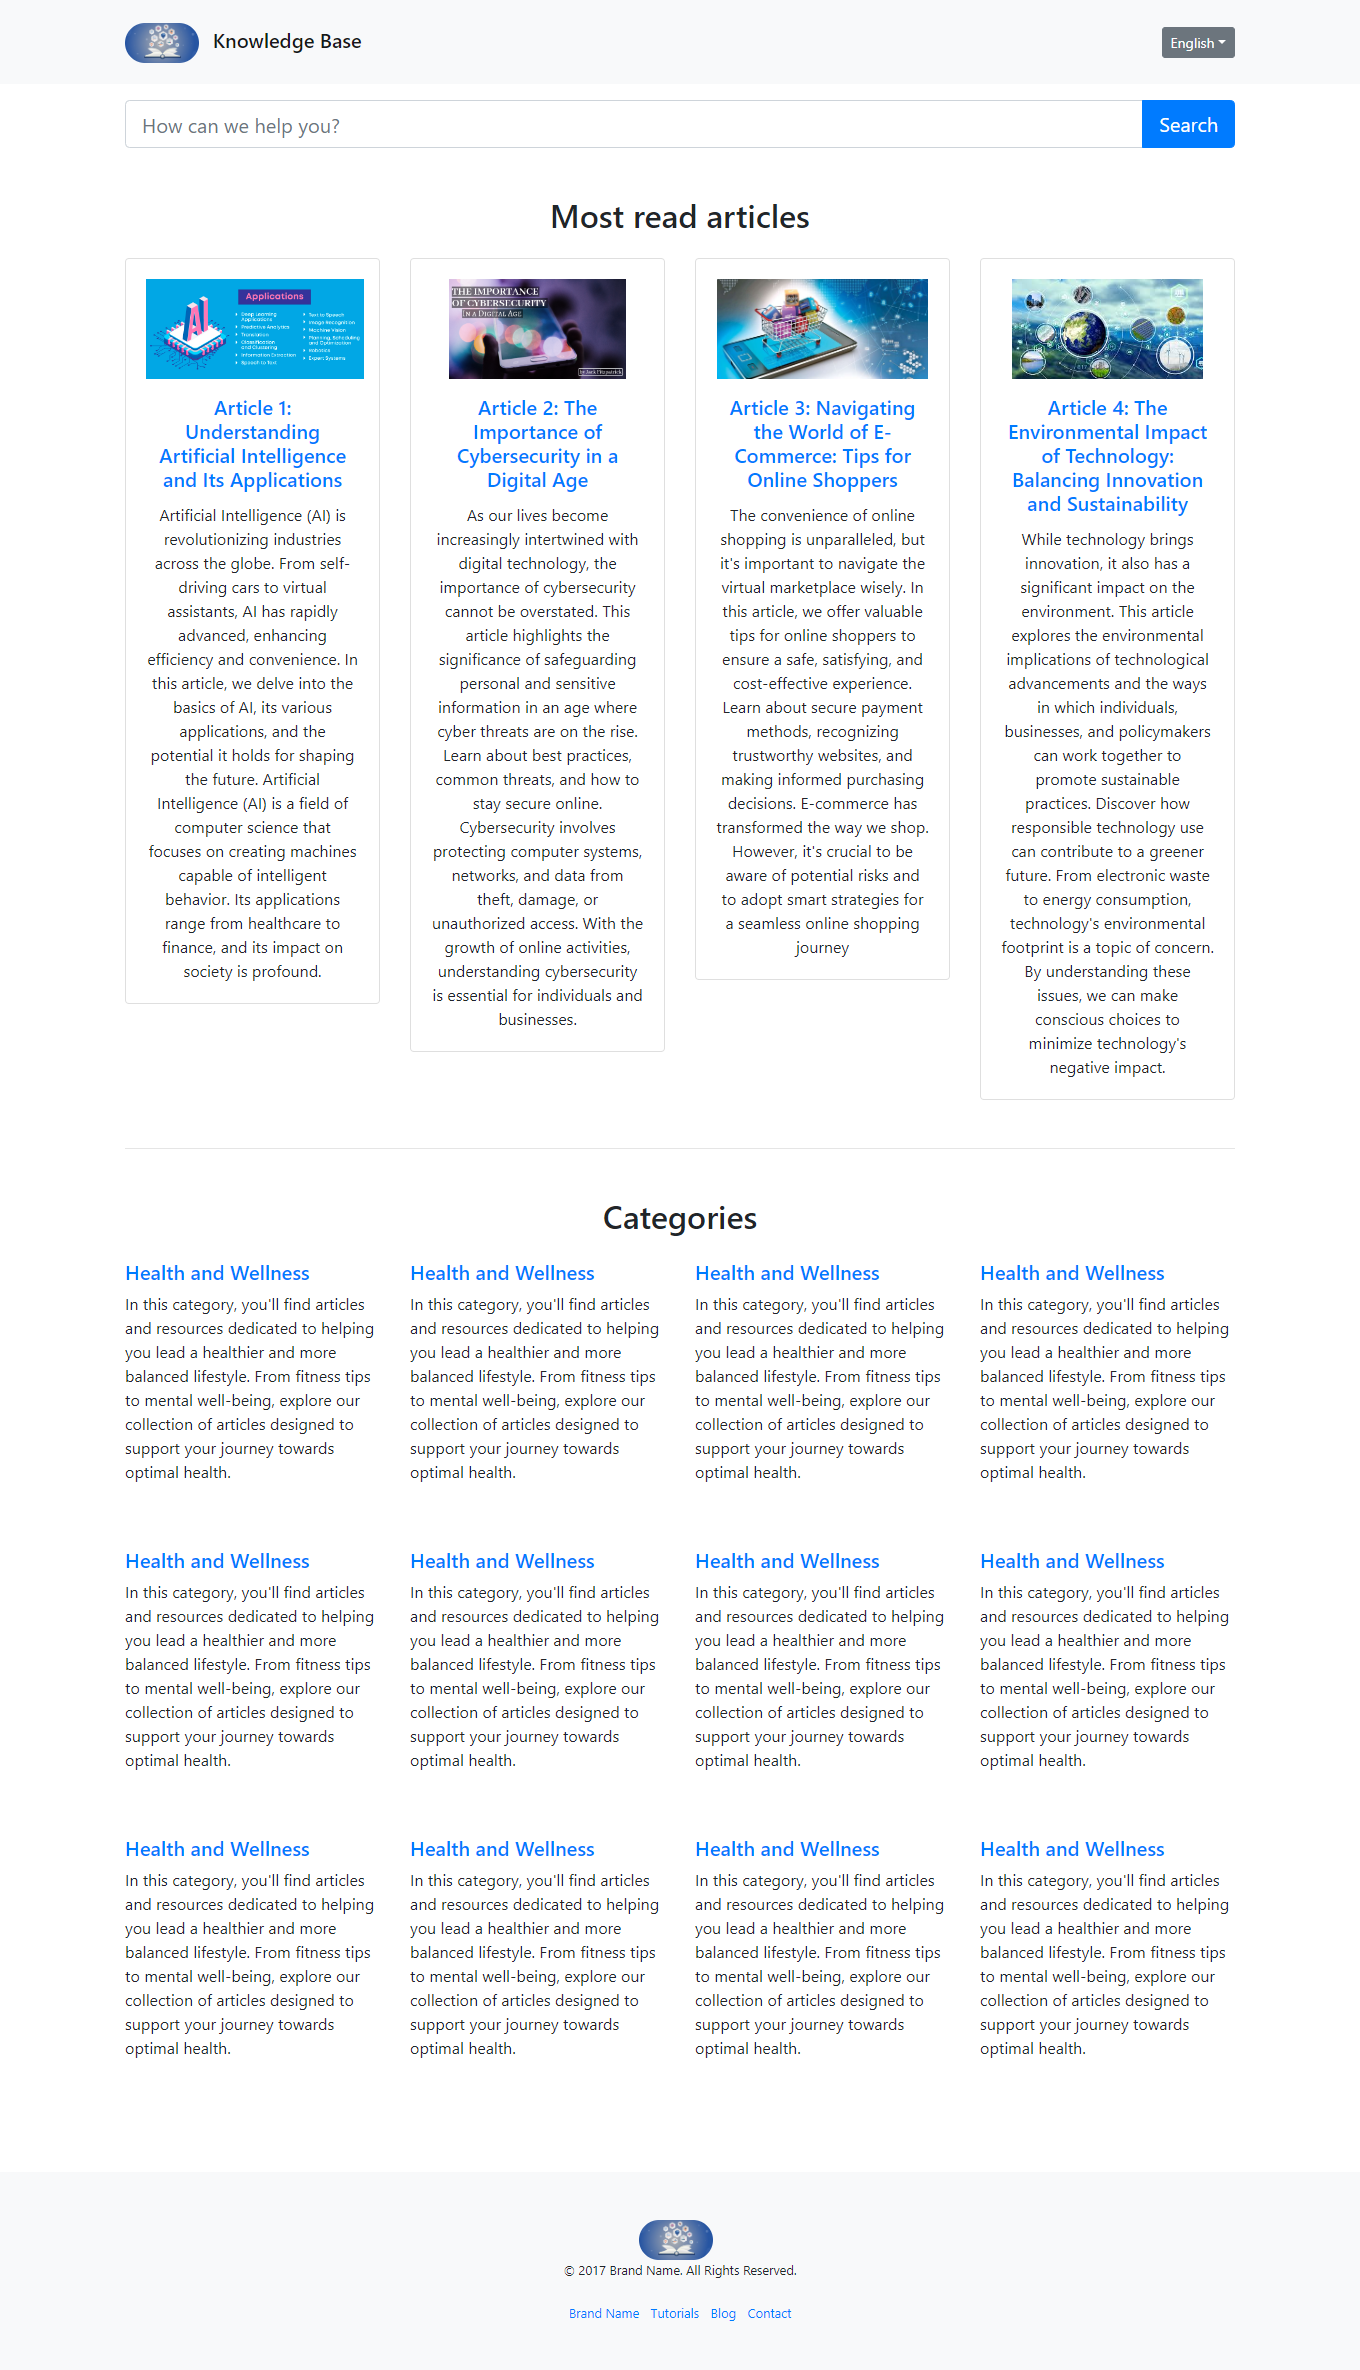 Knowledge Base
English
How can we help you?
Search
Most read articles
Applications
Deep Learning
Applications
Predictive Analytics
Translation
Classification
and Clustering
Information Extraction
Speech to Text
Text to Speech
Image Recognition
Machine Vision
Planning, Scheduling
and Optimization
Robotics
Expert Systems
AI
Article 1:
Understanding
Artificial Intelligence
and Its Applications
Artificial Intelligence (AI) is
revolutionizing industries
across the globe. From self-
driving cars to virtual
assistants, AI has rapidly
advanced, enhancing
efficiency and convenience. In
this article, we delve into the
basics of AI, its various
applications, and the
potential it holds for shaping
the future. Artificial
Intelligence (AI) is a field of
computer science that
focuses on creating machines
capable of intelligent
behavior. Its applications
range from healthcare to
finance, and its impact on
society is profound.
THE IMPORTANCE
OF CYBERSECURITY
IN A DIGITAL AGE
by Jack Fitzpatrick
Article 2: The
Importance of
Cybersecurity in a
Digital Age
As our lives become
increasingly intertwined with
digital technology, the
importance of cybersecurity
cannot be overstated. This
article highlights the
significance of safeguarding
personal and sensitive
information in an age where
cyber threats are on the rise.
Learn about best practices,
common threats, and how to
stay secure online.
Cybersecurity involves
protecting computer systems,
networks, and data from
theft, damage, or
unauthorized access. With the
growth of online activities,
understanding cybersecurity
is essential for individuals and
businesses.
Article 3: Navigating
the World of E-
Commerce: Tips for
Online Shoppers
The convenience of online
shopping is unparalleled, but
it's important to navigate the
virtual marketplace wisely. In
this article, we offer valuable
tips for online shoppers to
ensure a safe, satisfying, and
cost-effective experience.
Learn about secure payment
methods, recognizing
trustworthy websites, and
making informed purchasing
decisions. E-commerce has
transformed the way we shop.
However, it's crucial to be
aware of potential risks and
to adopt smart strategies for
a seamless online shopping
journey
Article 4: The
Environmental Impact
of Technology:
Balancing Innovation
and Sustainability
While technology brings
innovation, it also has a
significant impact on the
environment. This article
explores the environmental
implications of technological
advancements and the ways
in which individuals,
businesses, and policymakers
can work together to
promote sustainable
practices. Discover how
responsible technology use
can contribute to a greener
future. From electronic waste
to energy consumption,
technology's environmental
footprint is a topic of concern.
By understanding these
issues, we can make
conscious choices to
minimize technology's
negative impact.
Categories
Health and Wellness
In this category, you'll find articles
and resources dedicated to helping
you lead a healthier and more
balanced lifestyle. From fitness tips
to mental well-being, explore our
collection of articles designed to
support your journey towards
optimal health.
Health and Wellness
In this category, you'll find articles
and resources dedicated to helping
you lead a healthier and more
balanced lifestyle. From fitness tips
to mental well-being, explore our
collection of articles designed to
support your journey towards
optimal health.
Health and Wellness
In this category, you'll find articles
and resources dedicated to helping
you lead a healthier and more
balanced lifestyle. From fitness tips
to mental well-being, explore our
collection of articles designed to
support your journey towards
optimal health.
Health and Wellness
In this category, you'll find articles
and resources dedicated to helping
you lead a healthier and more
balanced lifestyle. From fitness tips
to mental well-being, explore our
collection of articles designed to
support your journey towards
optimal health.
Health and Wellness
In this category, you'll find articles
and resources dedicated to helping
you lead a healthier and more
balanced lifestyle. From fitness tips
to mental well-being, explore our
collection of articles designed to
support your journey towards
optimal health.
Health and Wellness
In this category, you'll find articles
and resources dedicated to helping
you lead a healthier and more
balanced lifestyle. From fitness tips
to mental well-being, explore our
collection of articles designed to
support your journey towards
optimal health.
Health and Wellness
In this category, you'll find articles
and resources dedicated to helping
you lead a healthier and more
balanced lifestyle. From fitness tips
to mental well-being, explore our
collection of articles designed to
support your journey towards
optimal health.
Health and Wellness
In this category, you'll find articles
and resources dedicated to helping
you lead a healthier and more
balanced lifestyle. From fitness tips
to mental well-being, explore our
collection of articles designed to
support your journey towards
optimal health.
Health and Wellness
In this category, you'll find articles
and resources dedicated to helping
you lead a healthier and more
balanced lifestyle. From fitness tips
to mental well-being, explore our
collection of articles designed to
support your journey towards
optimal health.
Health and Wellness
In this category, you'll find articles
and resources dedicated to helping
you lead a healthier and more
balanced lifestyle. From fitness tips
to mental well-being, explore our
collection of articles designed to
support your journey towards
optimal health.
Health and Wellness
In this category, you'll find articles
and resources dedicated to helping
you lead a healthier and more
balanced lifestyle. From fitness tips
to mental well-being, explore our
collection of articles designed to
support your journey towards
optimal health.
Health and Wellness
In this category, you'll find articles
and resources dedicated to helping
you lead a healthier and more
balanced lifestyle. From fitness tips
to mental well-being, explore our
collection of articles designed to
support your journey towards
optimal health.
© 2017 Brand Name. All Rights Reserved.
Brand Name Tutorials Blog Contact